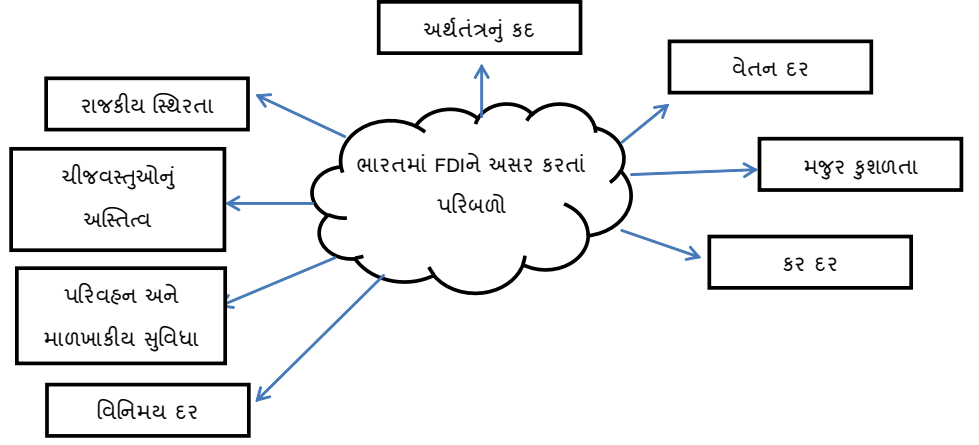 અર્થતંત્રનું કદ
વેતન દર
રાજકીય સ્થિરતા
મજુર કુશળતા
ચીજવસ્તુઓનું
અસ્તિત્વ
ભારતમાં FDIને અસર કરતાં
પરિબળો
કર દર
પરિવહન અને
માળખાકીય સુવિધા
વિનિમય દર